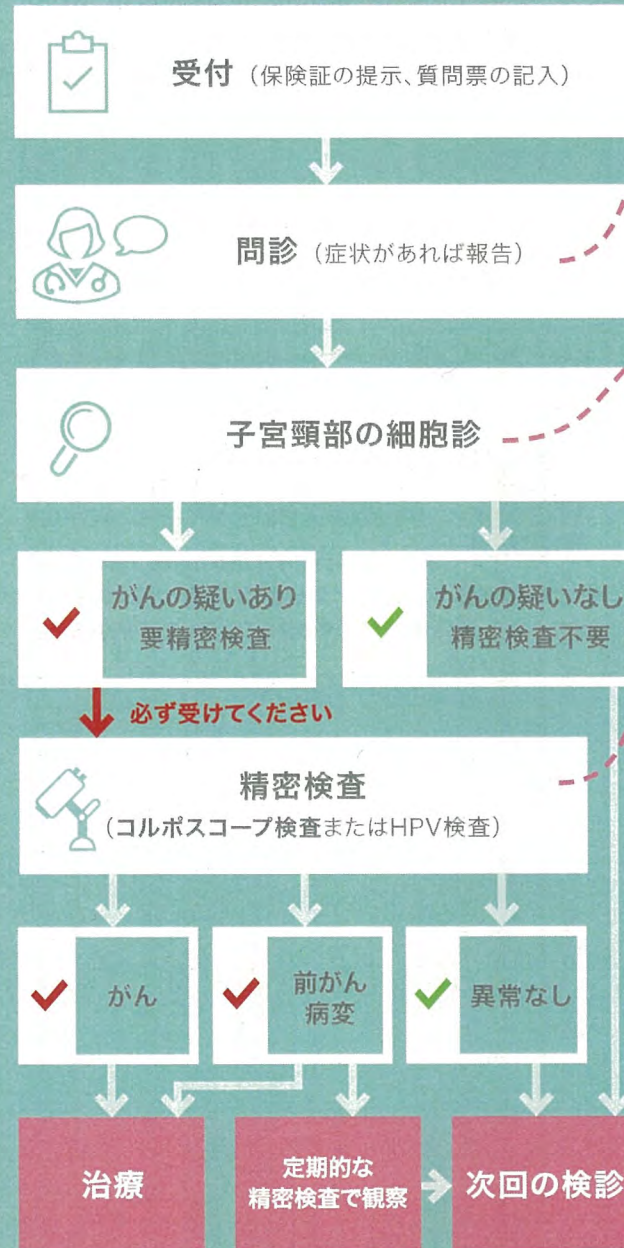 受付（保険証の提示、質問票の記入）
問診（症状があれば報告）
子宮頸部の細胞診
がんの疑いあり
要精密検査
がんの疑いなし
精密検査不要
必ず受けてください
精密検査
（コルポスコープ検査またはHPV検査）
がん
前がん
病変
異常なし
治療
定期的な
精密検査で観察
次回の検診